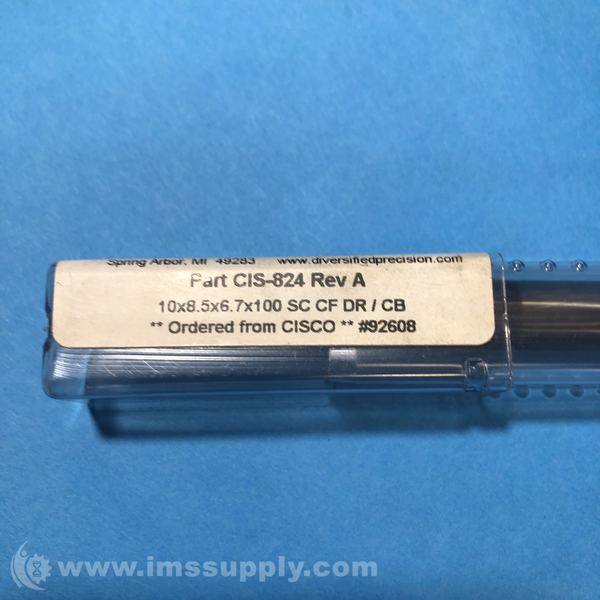 Spring Arbor, MI 49283 www.diversifiedprecision.com
Part CIS-824 Rev A
10x8.5x6.7x100 SC CF DR / CB
** Ordered from CISCO ** #92608
www.imssupply.com